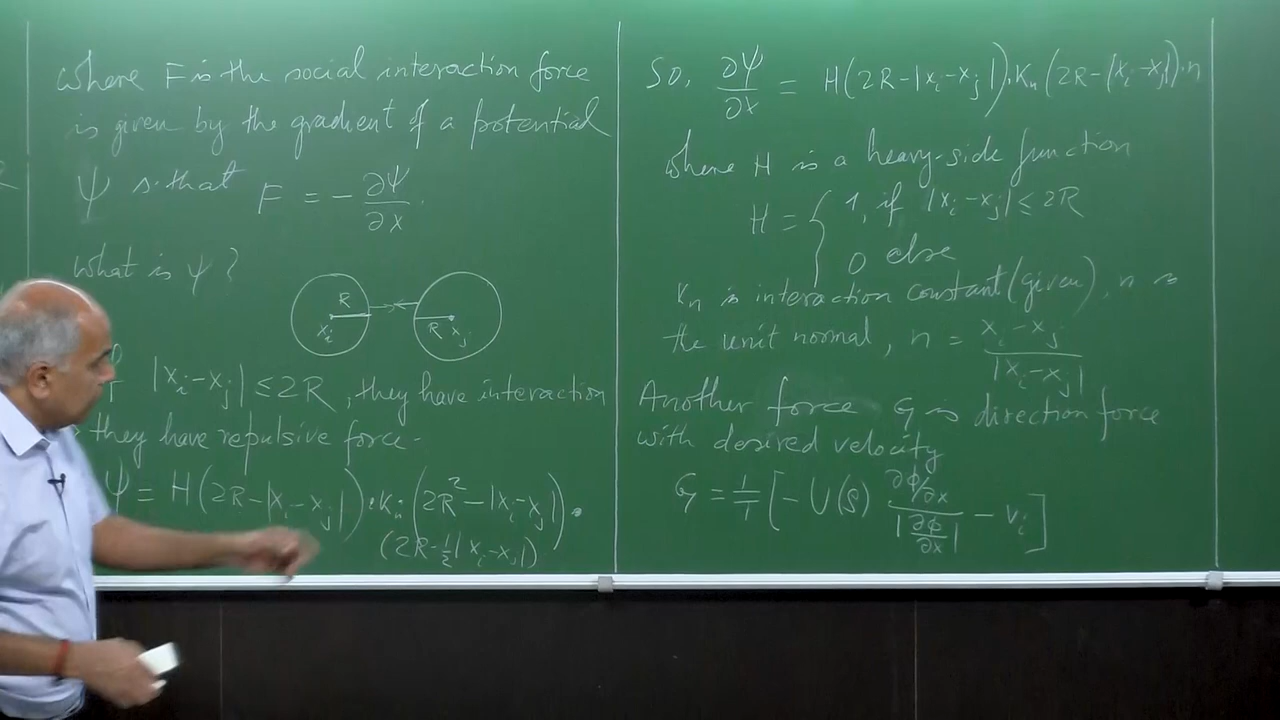 where F is the social interaction force
is given by the gradient of a potential
Ψ s.that F = - ∂Ψ/∂x.
what is Ψ?
R
x_i
R x_j
|x_i-x_j| ≤ 2R, they have interaction
they have repulsive force-
Ψ = H(2R-|x_i-x_j|).K_n(2R²-|x_i-x_j|).
(2R-½|x_i-x_j|)
So, ∂Ψ/∂x = H(2R-|x_i-x_j|).K_n(2R-|x_i-x_j|).n
where H is a heavy-side function
H = { 1, if |x_i-x_j| ≤ 2R
0 else
K_n is interaction constant (given), n is
the unit normal, n = (x_i-x_j)/|x_i-x_j|
Another force G is direction force
with desired velocity
G = 1/T [-U(ρ) (∂Φ/∂x)/|∂Φ/∂x| - v_i]